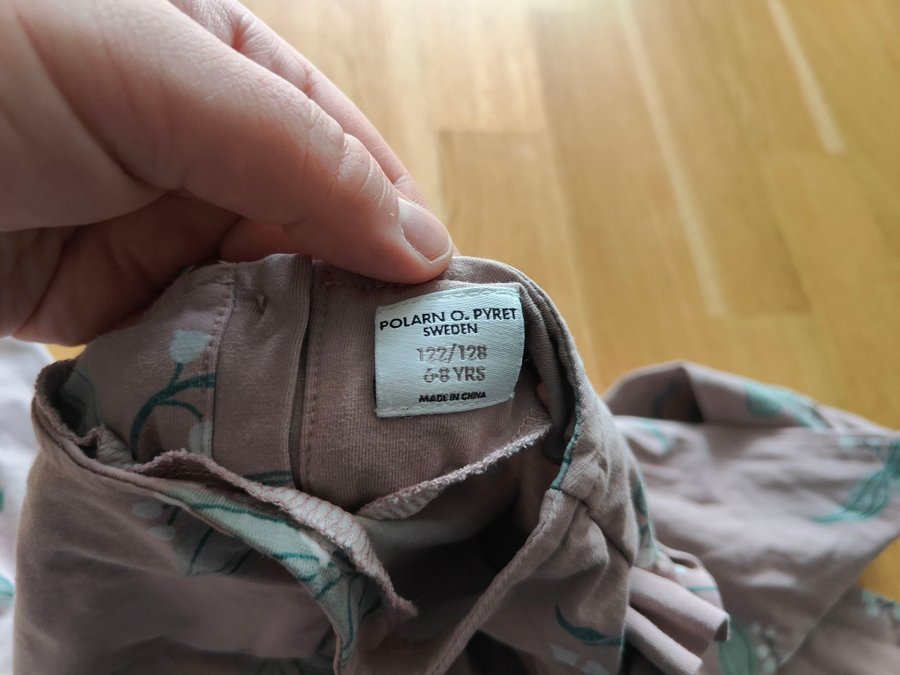 POLARN O. PYRET
SWEDEN
122/128
6-8 YRS
MADE IN CHINA